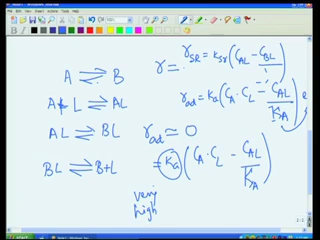 A ⇌ B
A + L ⇌ AL
AL ⇌ BL
BL ⇌ B+L
r = r_SR = k_Sr (C_AL - C_BL /
r_ad = k_a (C_A · C_L - C_AL / K_A)
r_ad ≃ 0
= k_a (C_A · C_L - C_AL / K_A)
very
high